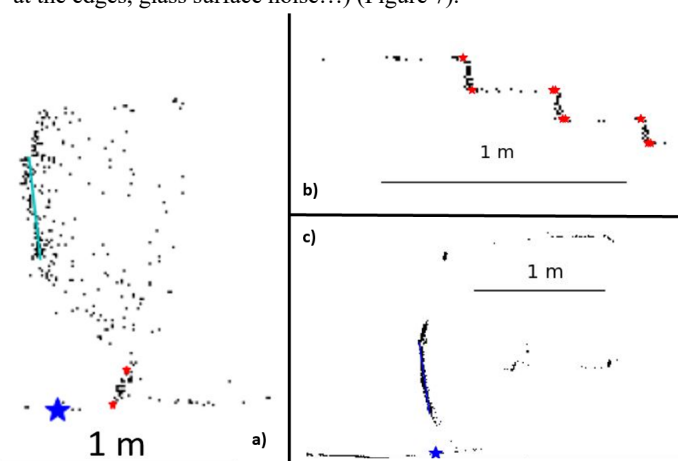 at the edges, glass surface noise…) (Figure 7).
1 m
b)
c)
1 m
1 m
a)